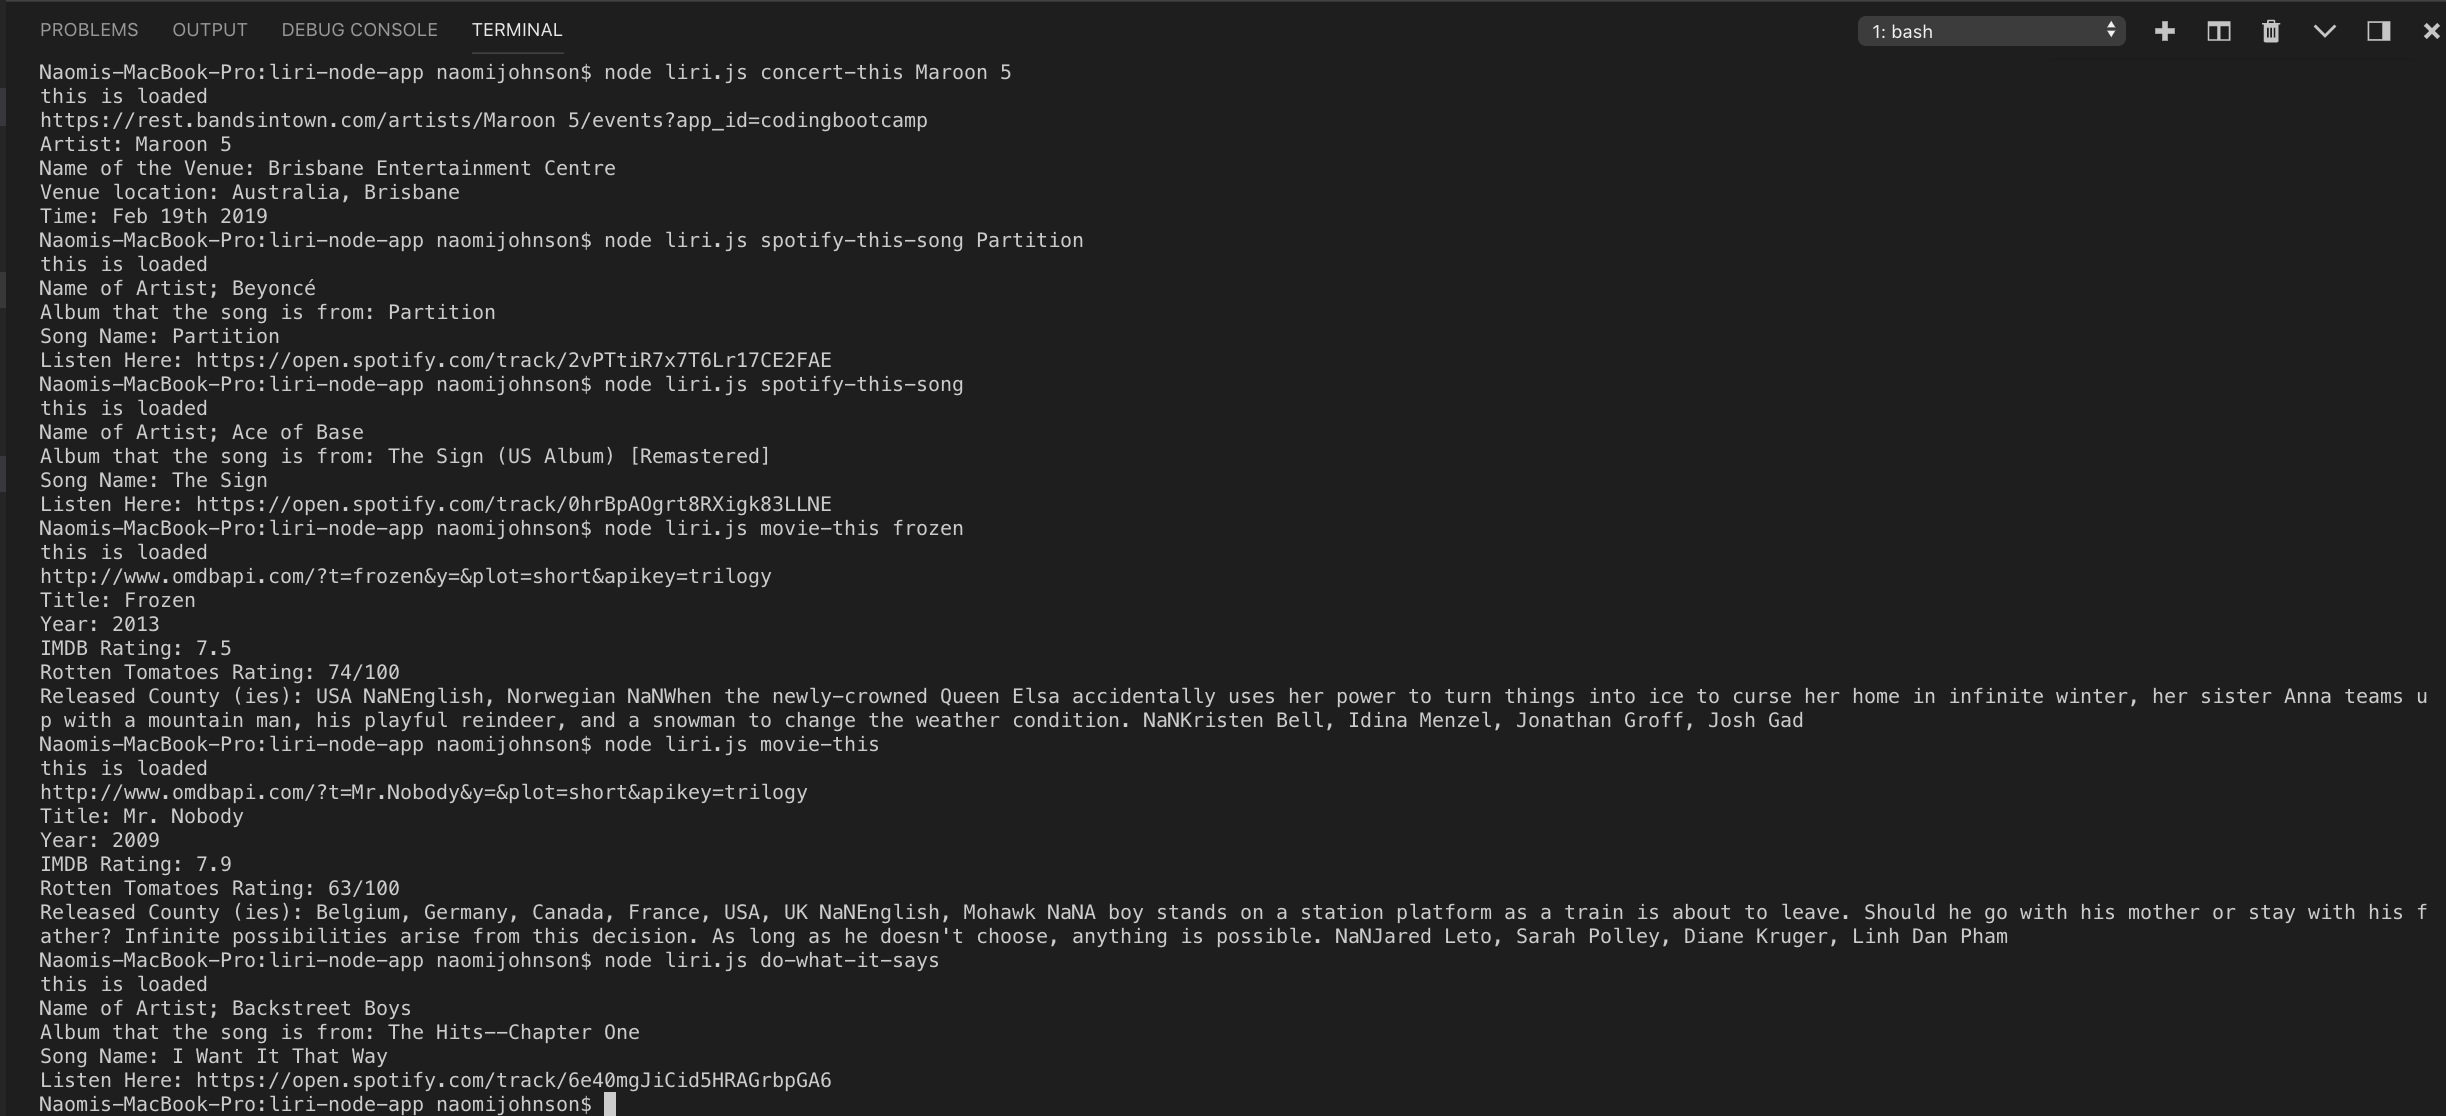 PROBLEMS OUTPUT DEBUG CONSOLE TERMINAL 1: bash
Naomis-MacBook-Pro:liri-node-app naomijohnson$ node liri.js concert-this Maroon 5
this is loaded
https://rest.bandsintown.com/artists/Maroon 5/events?app_id=codingbootcamp
Artist: Maroon 5
Name of the Venue: Brisbane Entertainment Centre
Venue location: Australia, Brisbane
Time: Feb 19th 2019
Naomis-MacBook-Pro:liri-node-app naomijohnson$ node liri.js spotify-this-song Partition
this is loaded
Name of Artist; Beyoncé
Album that the song is from: Partition
Song Name: Partition
Listen Here: https://open.spotify.com/track/2vPTtiR7x7T6Lr17CE2FAE
Naomis-MacBook-Pro:liri-node-app naomijohnson$ node liri.js spotify-this-song
this is loaded
Name of Artist; Ace of Base
Album that the song is from: The Sign (US Album) [Remastered]
Song Name: The Sign
Listen Here: https://open.spotify.com/track/0hrBpAOgrt8RXigk83LLNE
Naomis-MacBook-Pro:liri-node-app naomijohnson$ node liri.js movie-this frozen
this is loaded
http://www.omdbapi.com/?t=frozen&y=&plot=short&apikey=trilogy
Title: Frozen
Year: 2013
IMDB Rating: 7.5
Rotten Tomatoes Rating: 74/100
Released County (ies): USA NaNEnglish, Norwegian NaNWhen the newly-crowned Queen Elsa accidentally uses her power to turn things into ice to curse her home in infinite winter, her sister Anna teams u
p with a mountain man, his playful reindeer, and a snowman to change the weather condition. NaNKristen Bell, Idina Menzel, Jonathan Groff, Josh Gad
Naomis-MacBook-Pro:liri-node-app naomijohnson$ node liri.js movie-this
this is loaded
http://www.omdbapi.com/?t=Mr.Nobody&y=&plot=short&apikey=trilogy
Title: Mr. Nobody
Year: 2009
IMDB Rating: 7.9
Rotten Tomatoes Rating: 63/100
Released County (ies): Belgium, Germany, Canada, France, USA, UK NaNEnglish, Mohawk NaNA boy stands on a station platform as a train is about to leave. Should he go with his mother or stay with his f
ather? Infinite possibilities arise from this decision. As long as he doesn't choose, anything is possible. NaNJared Leto, Sarah Polley, Diane Kruger, Linh Dan Pham
Naomis-MacBook-Pro:liri-node-app naomijohnson$ node liri.js do-what-it-says
this is loaded
Name of Artist; Backstreet Boys
Album that the song is from: The Hits--Chapter One
Song Name: I Want It That Way
Listen Here: https://open.spotify.com/track/6e40mgJiCid5HRAGrbpGA6
Naomis-MacBook-Pro:liri-node-app naomijohnson$